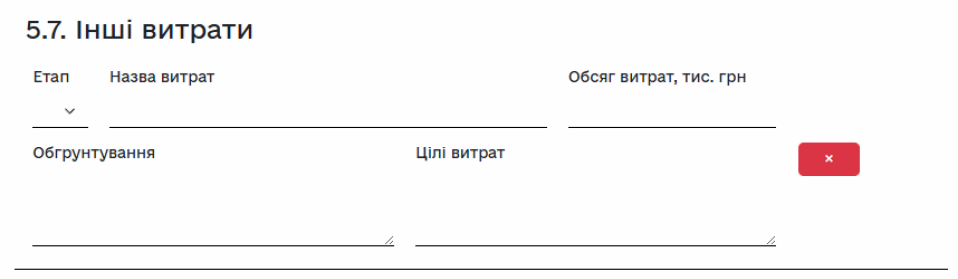 5.7. Інші витрати
Етап Назва витрат Обсяг витрат, тис. грн
Обгрунтування Цілі витрат ×